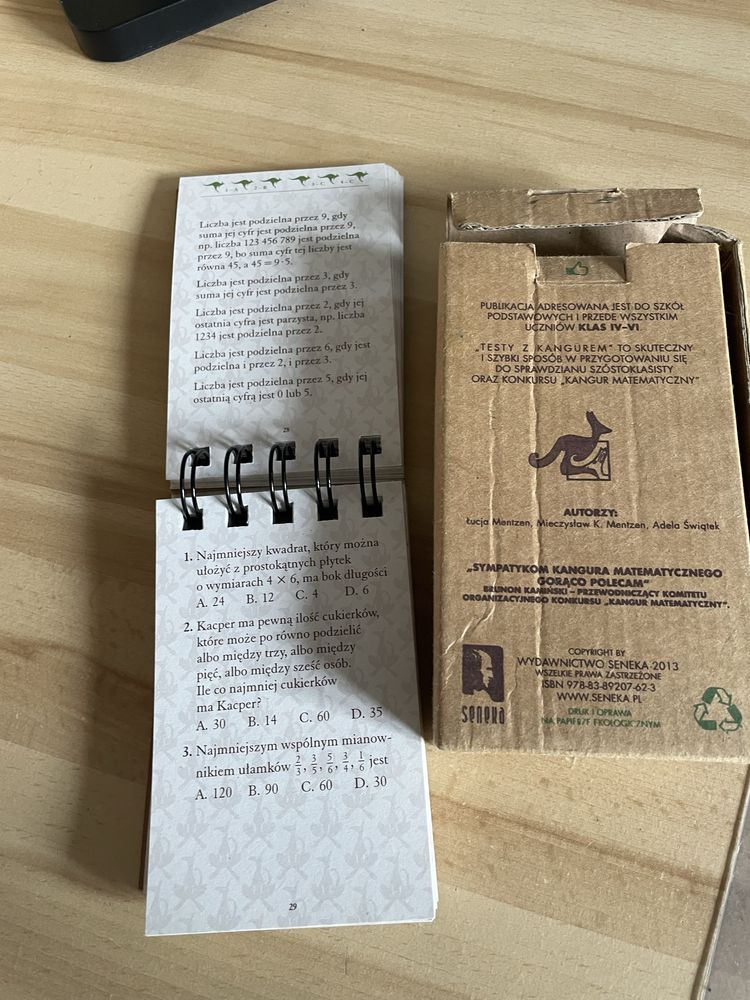 1-A 2-B 3-C 4-C
Liczba jest podzielna przez 9, gdy
suma jej cyfr jest podzielna przez 9,
np. liczba 123 456 789 jest podzielna
przez 9, bo suma cyfr tej liczby jest
równa 45, a 45 = 9·5.
Liczba jest podzielna przez 3, gdy
suma jej cyfr jest podzielna przez 3.
Liczba jest podzielna przez 2, gdy jej
ostatnia cyfra jest parzysta, np. liczba
1234 jest podzielna przez 2.
Liczba jest podzielna przez 6, gdy jest
podzielna i przez 2, i przez 3.
Liczba jest podzielna przez 5, gdy jej
ostatnią cyfrą jest 0 lub 5.
28
1. Najmniejszy kwadrat, który można
ułożyć z prostokątnych płytek
o wymiarach 4 × 6, ma bok długości
A. 24 B. 12 C. 4 D. 6
2. Kacper ma pewną ilość cukierków,
które może po równo podzielić
albo między trzy, albo między
pięć, albo między sześć osób.
Ile co najmniej cukierków
ma Kacper?
A. 30 B. 14 C. 60 D. 35
3. Najmniejszym wspólnym mianow-
nikiem ułamków 2/3, 3/5, 5/6, 3/4, 1/6 jest
A. 120 B. 90 C. 60 D. 30
29
PUBLIKACJA ADRESOWANA JEST DO SZKÓŁ
PODSTAWOWYCH I PRZEDE WSZYSTKIM
UCZNIÓW KLAS IV–VI.
„TESTY Z KANGUREM" TO SKUTECZNY
I SZYBKI SPOSÓB W PRZYGOTOWANIU SIĘ
DO SPRAWDZIANU SZÓSTOKLASISTY
ORAZ KONKURSU „KANGUR MATEMATYCZNY"
AUTORZY:
Łucja Mentzen, Mieczysław K. Mentzen, Adela Świątek
„SYMPATYKOM KANGURA MATEMATYCZNEGO
GORĄCO POLECAM"
BRUNON KAMIŃSKI – PRZEWODNICZĄCY KOMITETU
ORGANIZACYJNEGO KONKURSU „KANGUR MATEMATYCZNY".
seneka
COPYRIGHT BY
WYDAWNICTWO SENEKA 2013
WSZELKIE PRAWA ZASTRZEŻONE
ISBN 978-83-89207-62-3
WWW.SENEKA.PL
DRUK I OPRAWA
NA PAPIERZE EKOLOGICZNYM